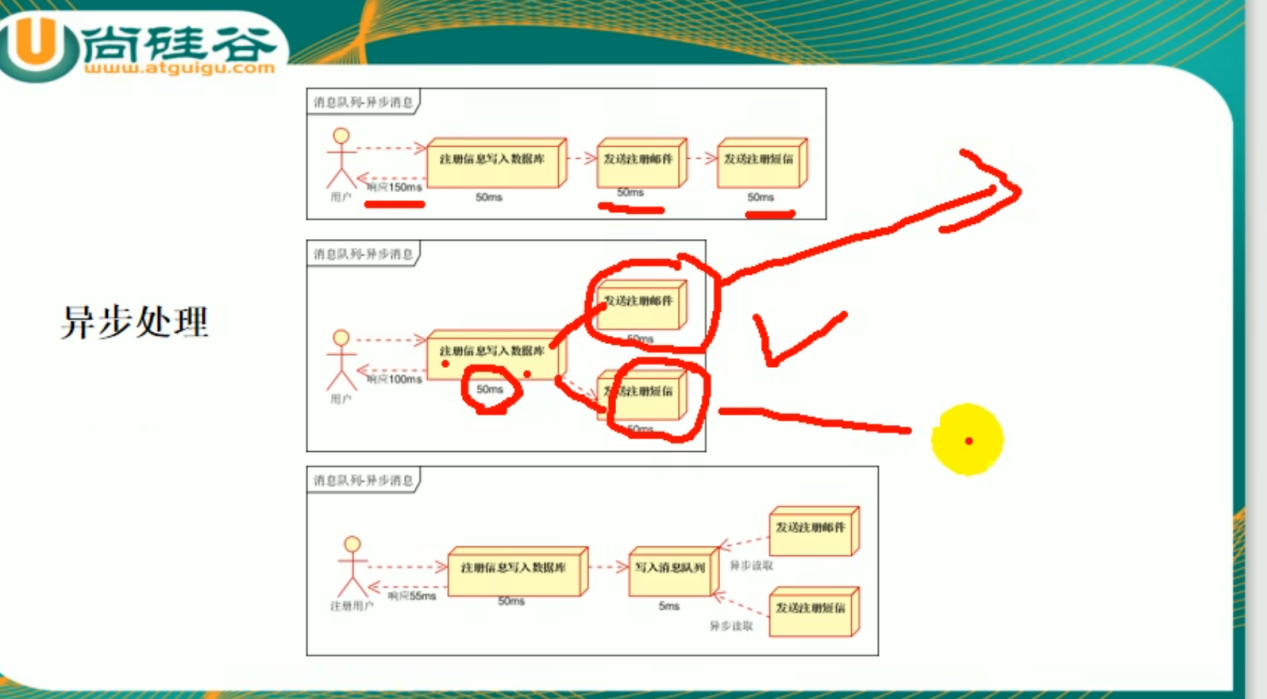 尚硅谷
www.atguigu.com
异步处理
消息队列-异步消息
用户
响应150ms
注册信息写入数据库
50ms
发送注册邮件
50ms
发送注册短信
50ms
消息队列-异步消息
用户
响应100ms
注册信息写入数据库
50ms
发送注册邮件
50ms
发送注册短信
50ms
消息队列-异步消息
注册用户
响应55ms
注册信息写入数据库
50ms
写入消息队列
5ms
发送注册邮件
异步读取
发送注册短信
异步读取